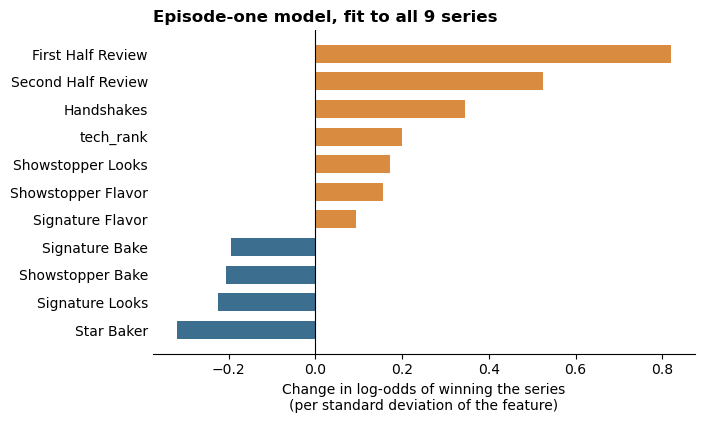 Episode-one model, fit to all 9 series
First Half Review
Second Half Review
Handshakes
tech_rank
Showstopper Looks
Showstopper Flavor
Signature Flavor
Signature Bake
Showstopper Bake
Signature Looks
Star Baker
−0.2 0.0 0.2 0.4 0.6 0.8
Change in log-odds of winning the series
(per standard deviation of the feature)